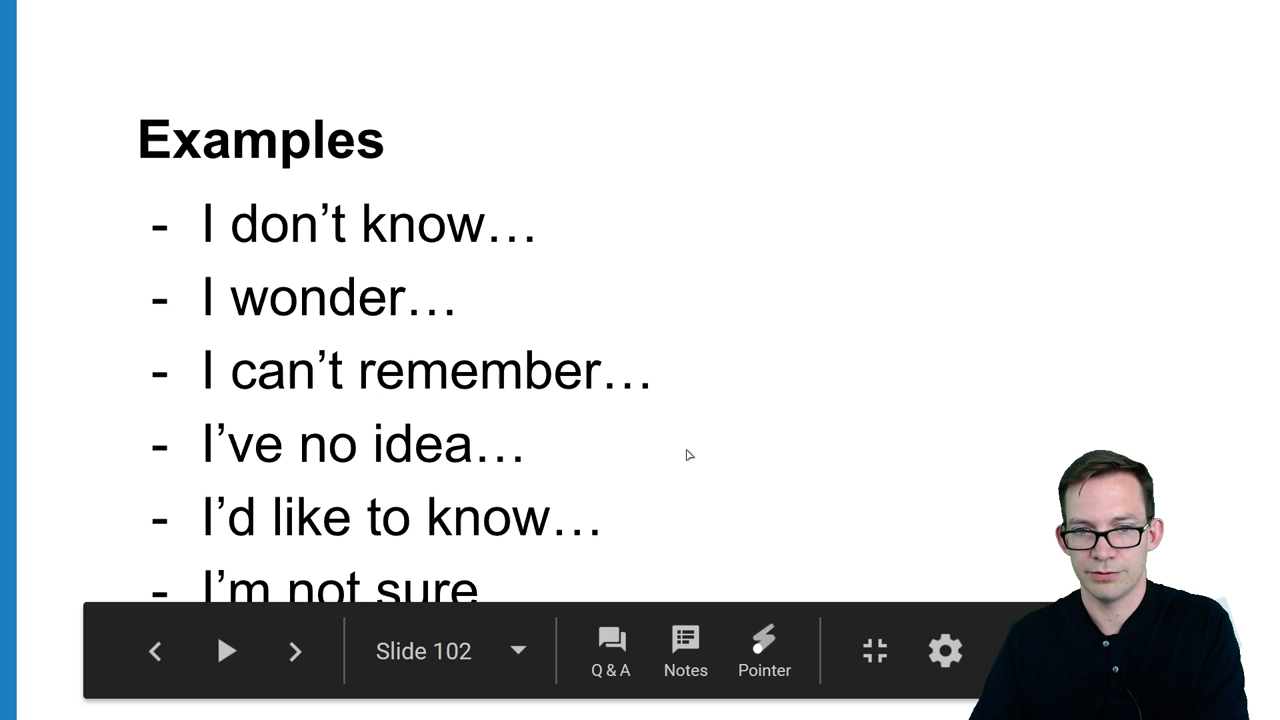 Examples
- I don’t know…
- I wonder…
- I can’t remember…
- I’ve no idea…
- I’d like to know…
- I’m not sure
Slide 102
Q & A
Notes
Pointer